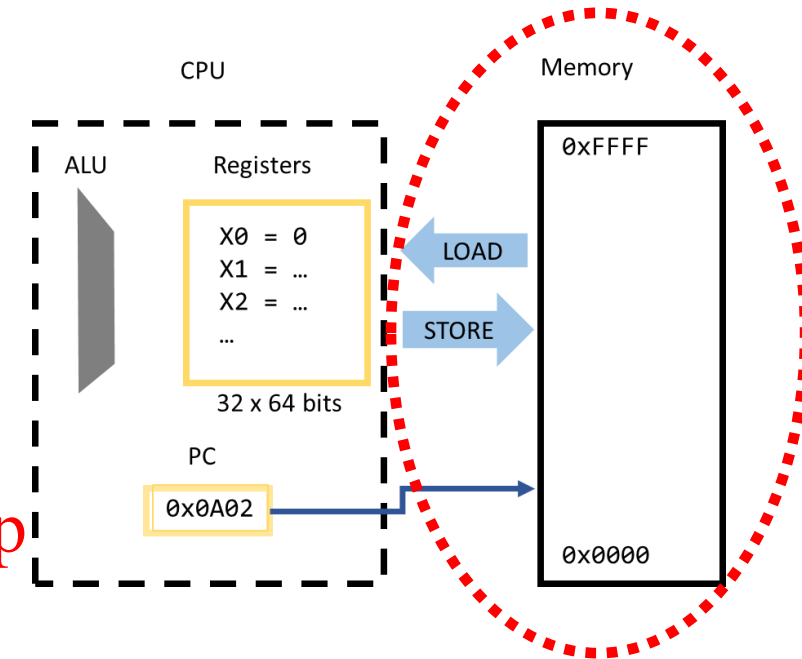 CPU
Memory
ALU
Registers
0xFFFF
X0 = 0
X1 = …
X2 = …
…
LOAD
STORE
32 x 64 bits
PC
0x0A02
p
0x0000